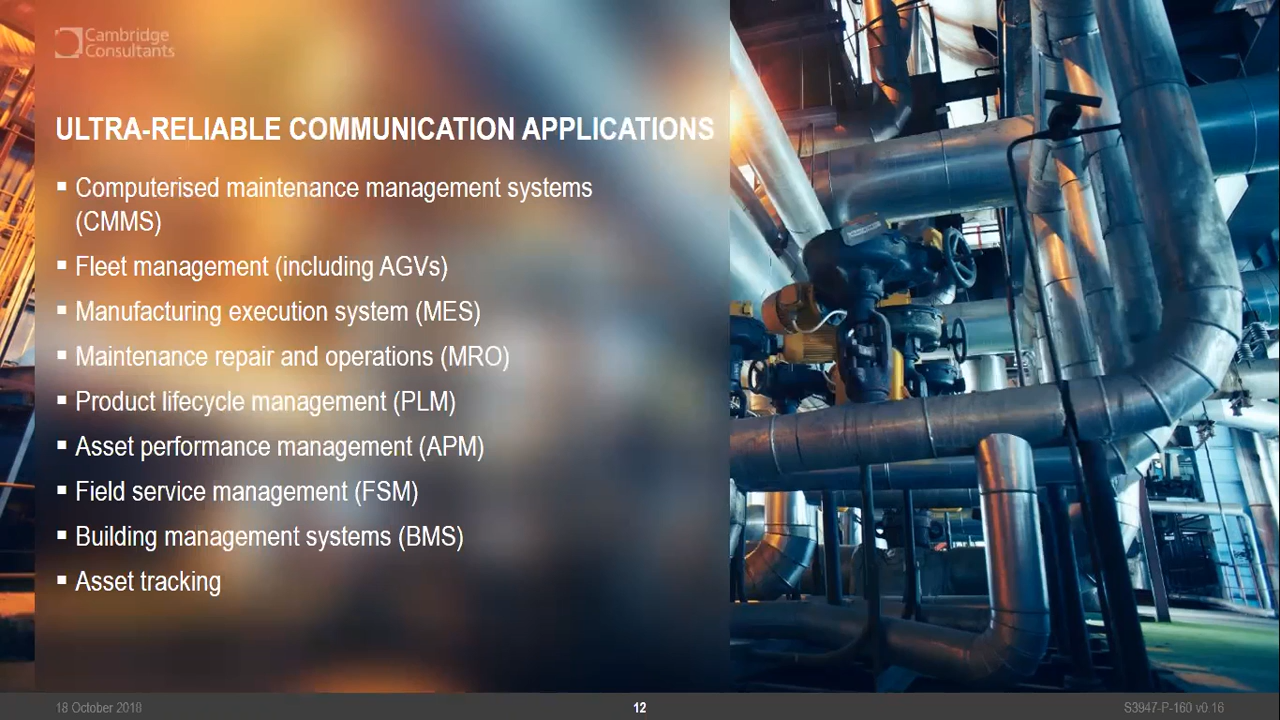 Cambridge
Consultants
ULTRA-RELIABLE COMMUNICATION APPLICATIONS
▪ Computerised maintenance management systems
(CMMS)
▪ Fleet management (including AGVs)
▪ Manufacturing execution system (MES)
▪ Maintenance repair and operations (MRO)
▪ Product lifecycle management (PLM)
▪ Asset performance management (APM)
▪ Field service management (FSM)
▪ Building management systems (BMS)
▪ Asset tracking
18 October 2018
12
S3947-P-160 v0.16